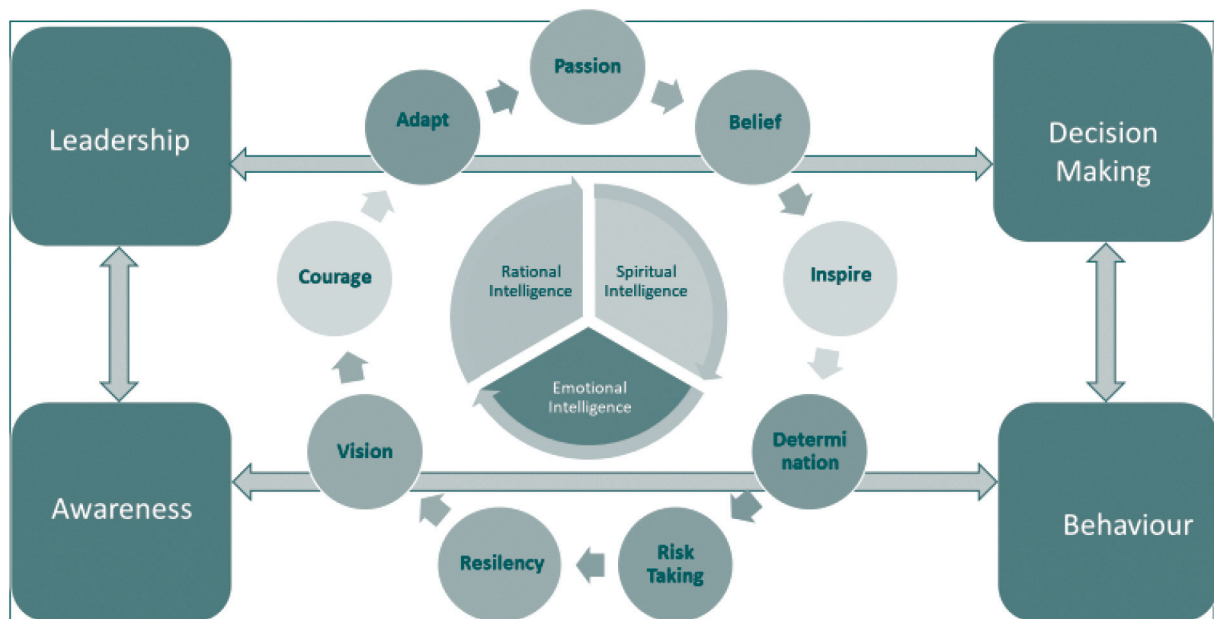 Passion
Adapt
Belief
Leadership
Decision
Making
Courage
Rational
Intelligence
Spiritual
Intelligence
Inspire
Emotional
Intelligence
Vision
Determi
nation
Awareness
Behaviour
Resilency
Risk
Taking